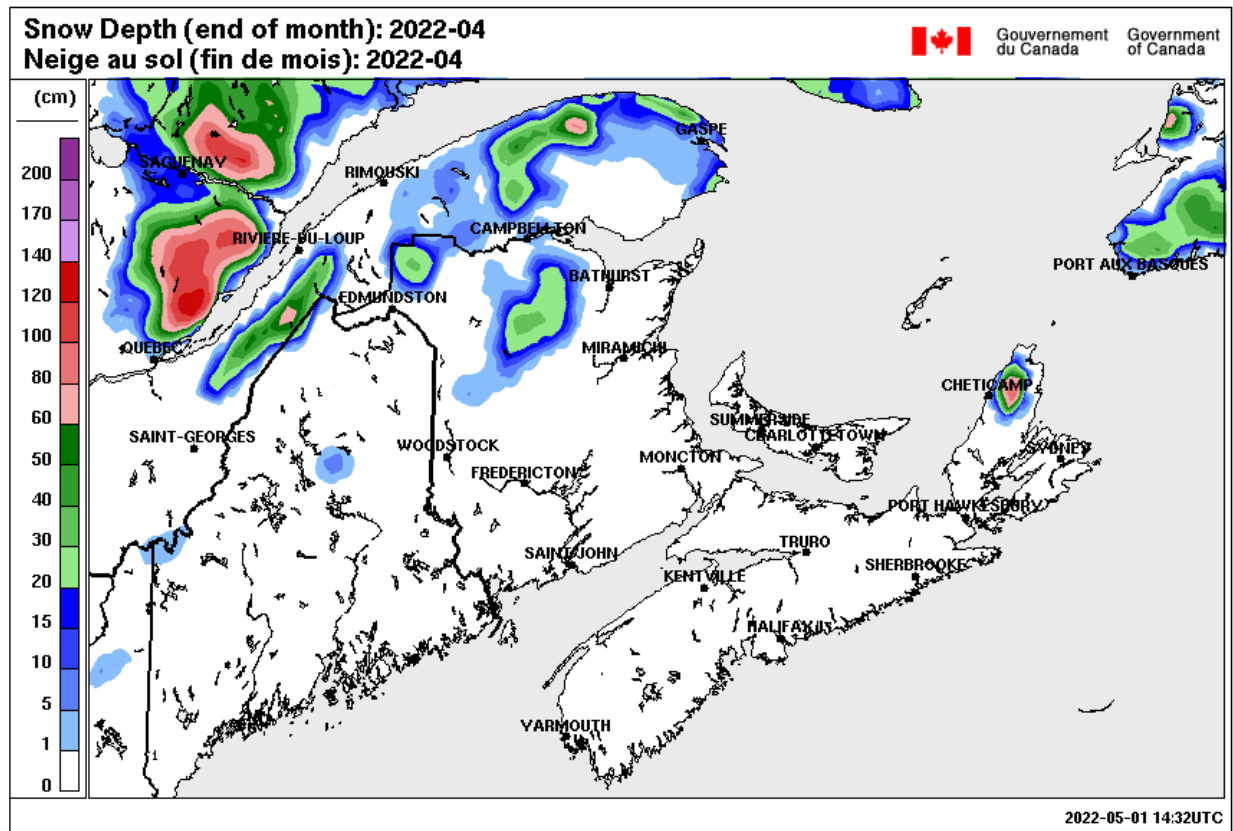 Snow Depth (end of month): 2022-04
Neige au sol (fin de mois): 2022-04
Gouvernement du Canada
Government of Canada
(cm)
200
170
140
120
100
80
60
50
40
30
20
15
10
5
1
0
SAGUENAY
RIMOUSKI
GASPE
RIVIERE-DU-LOUP
CAMPBELLTON
EDMUNDSTON
BATHURST
PORT AUX BASQUES
QUEBEC
MIRAMICHI
CHETICAMP
SAINT-GEORGES
WOODSTOCK
SUMMERSIDE
CHARLOTTETOWN
FREDERICTON
MONCTON
SYDNEY
PORT HAWKESBURY
SAINT JOHN
TRURO
KENTVILLE
SHERBROOKE
HALIFAX
YARMOUTH
2022-05-01 14:32UTC